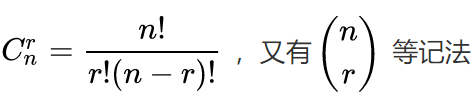 $C_n^r = \frac{n!}{r!(n-r)!}$ ，又有 $\binom{n}{r}$ 等记法